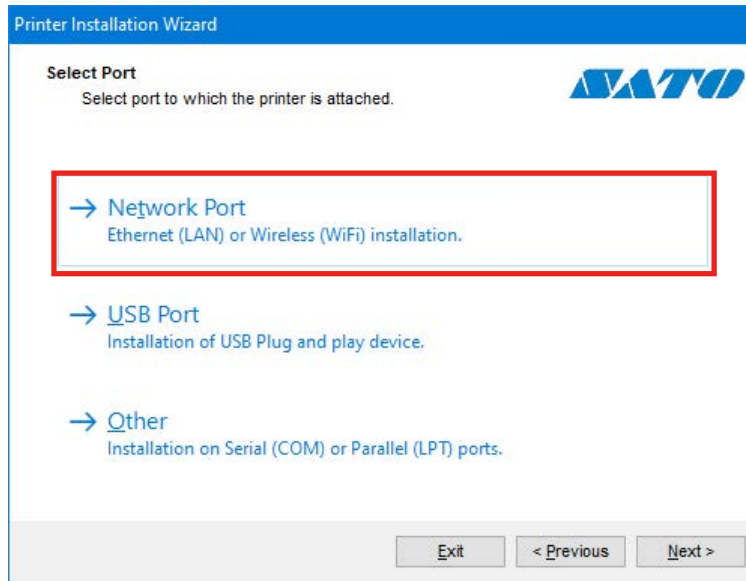 Printer Installation Wizard
Select Port
Select port to which the printer is attached.
SATO
→ Network Port
Ethernet (LAN) or Wireless (WiFi) installation.
→ USB Port
Installation of USB Plug and play device.
→ Other
Installation on Serial (COM) or Parallel (LPT) ports.
Exit < Previous Next >